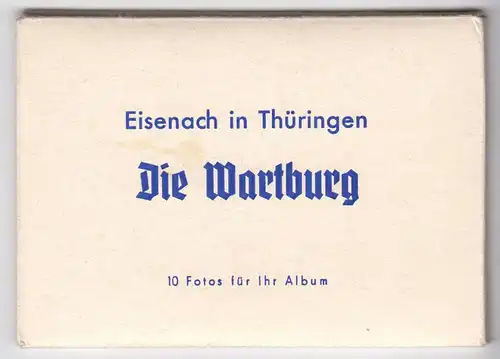 Eisenach in Thüringen
Die Wartburg
10 Fotos für Ihr Album